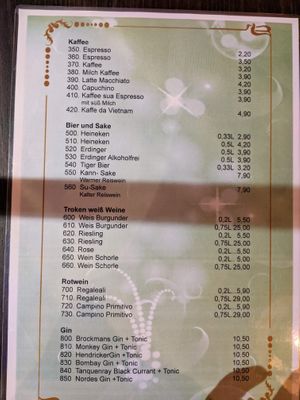 Kaffee
350. Espresso 2,20
360. Espresso 3,50
370. Kaffee 3,20
380. Milch Kaffee 3,90
390. Latte Macchiato 3,90
400. Capuchino 4,20
410. Kaffee sua Espresso 3,90
mit süß Milch
420. Kaffe da Vietnam 4,90
Bier und Sake
500. Heineken 0,33L 2,90
510. Heineken 0,5L 4,20
520. Erdinger 0,5L 3,90
530 Erdinger Alkoholfrei 0,5L 3,90
540 Tiger Bier 0,33L 3,20
550 Kann- Sake 7,90
Warmer Reiswein
560 Su-Sake 7,90
Kalter Reiswein
Troken weiß Weine
600 Weis Burgunder 0,2L 5,50
610. Weis Burgunder 0,75L 25,00
620. Riesling 0,2L 5,50
630. Riesling 0,75L 25,00
640. Rose 0,2L 5,50
650. Wein Schorle 0,2L 5,50
660. Wein Schorle 0,75L 25,00
Rotwein
700. Regaleali 0,2L 5,90
710. Regaleali 0,75L 29,00
720. Campino Primitivo 0,2L 5,90
730. Campino Primitivo 0,75L 29,00
Gin
800 Brockmans Gin + Tonic 10,50
810 Monkey Gin + Tonic 10,50
820 HendrickerGin +Tonic 10,50
830 Bombay Gin + Tonic 10,50
840 Tanquenray Black Currant + Tonic 10,50
850 Nordes Gin +Tonic 10,50